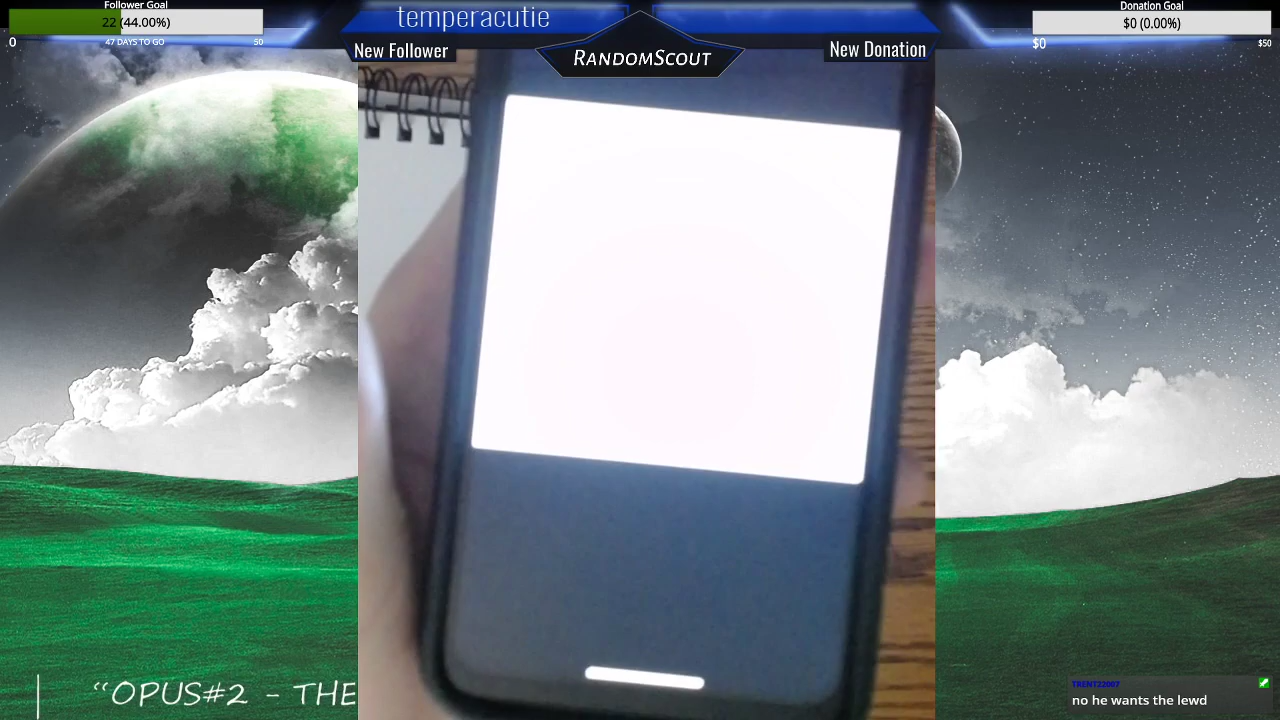 Follower Goal
22 (44.00%)
0
47 DAYS TO GO
50
temperacutie
New Follower
RANDOMSCOUT
New Donation
Donation Goal
$0 (0.00%)
$0
$50
"OPUS#2 - THE
TRENT22007
no he wants the lewd